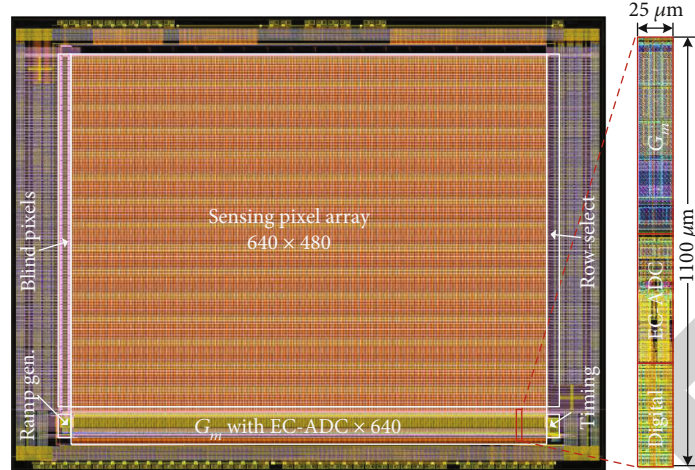 25 μm
Sensing pixel array
640 × 480
Blind pixels
Row-select
Ramp gen.
Timing
Gm with EC-ADC × 640
Gm
EC-ADC
Digital
1100 μm